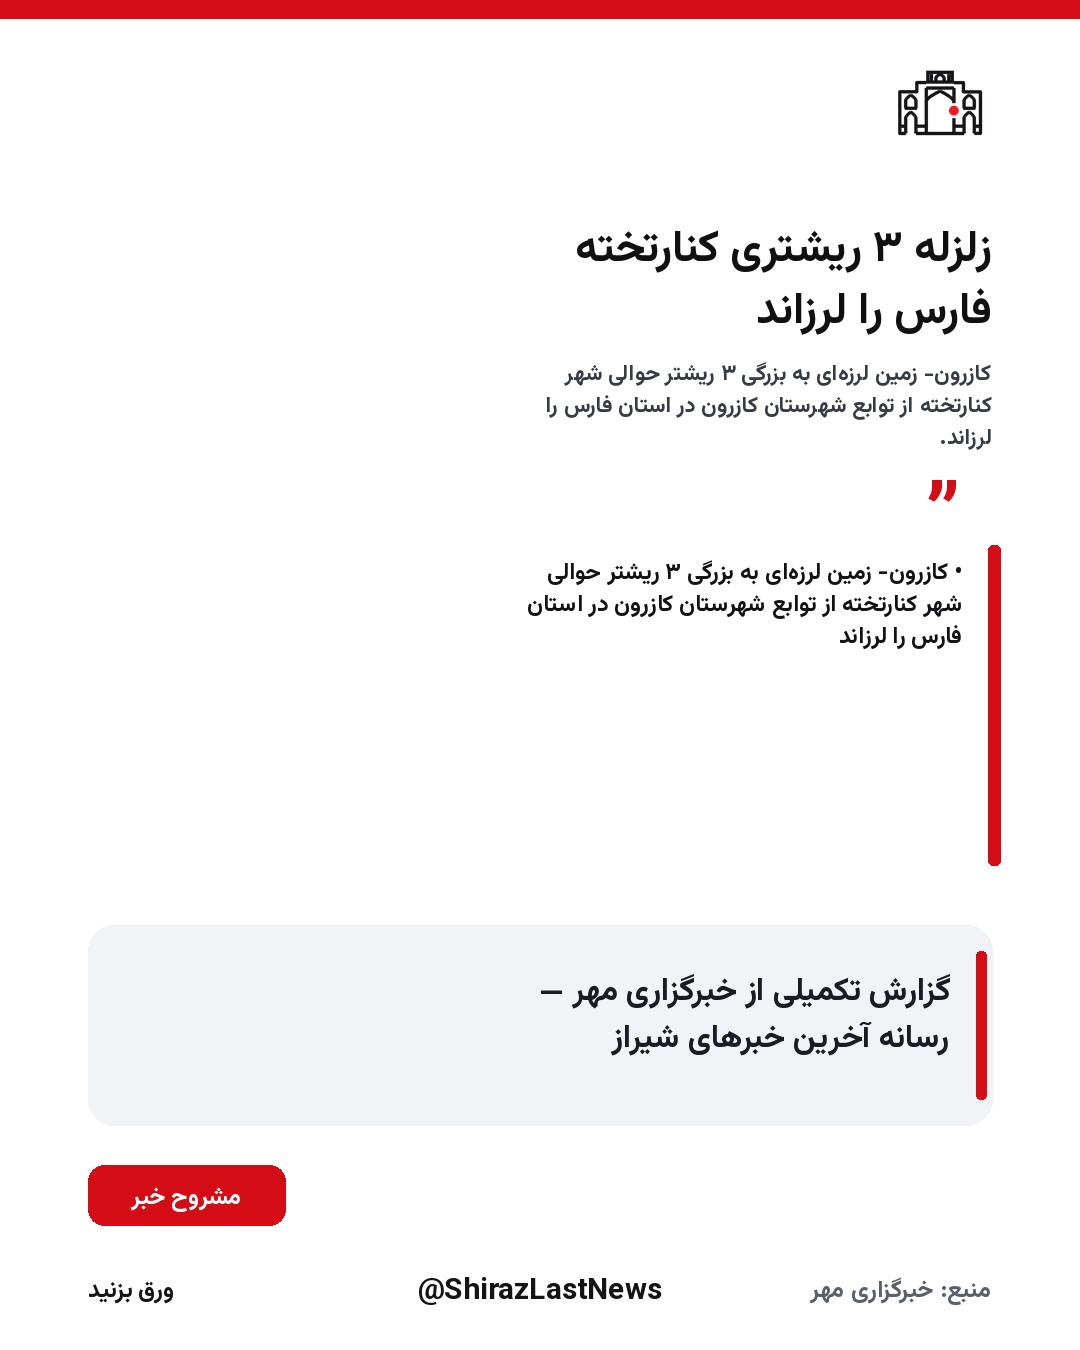 زلزله ۳ ریشتری کنارتخته
فارس را لرزاند
کازرون- زمین لرزه‌ای به بزرگی ۳ ریشتر حوالی شهر
کنارتخته از توابع شهرستان کازرون در استان فارس را
لرزاند.
”
• کازرون- زمین لرزه‌ای به بزرگی ۳ ریشتر حوالی
شهر کنارتخته از توابع شهرستان کازرون در استان
فارس را لرزاند
گزارش تکمیلی از خبرگزاری مهر —
رسانه آخرین خبرهای شیراز
مشروح خبر
منبع: خبرگزاری مهر
@ShirazLastNews
ورق بزنید